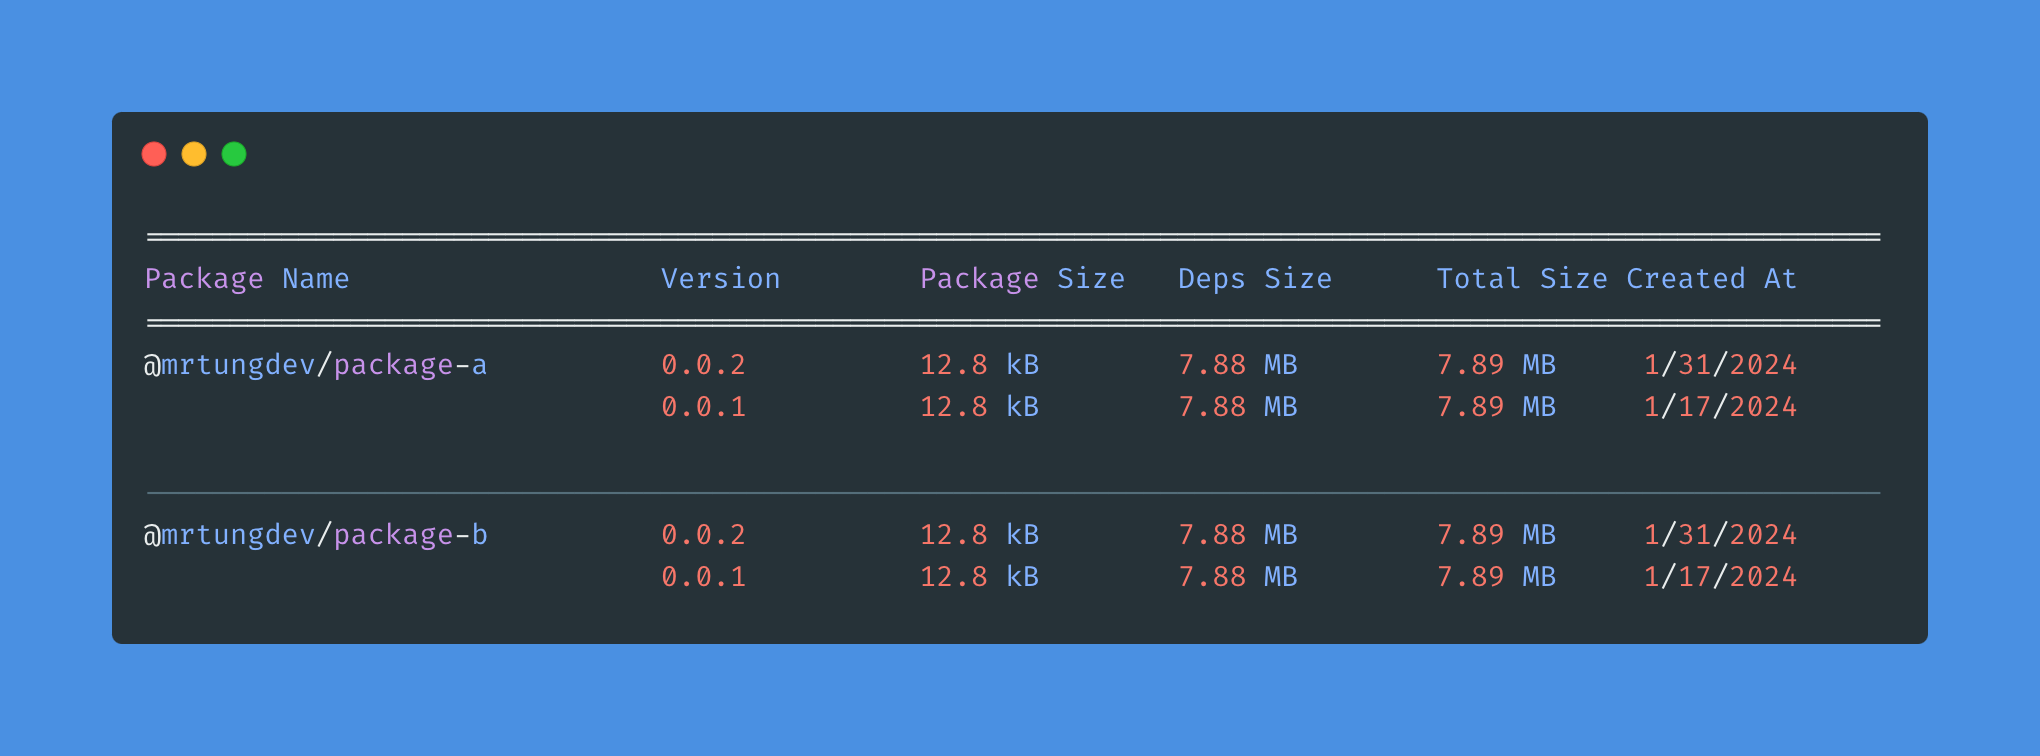 Package Name Version Package Size Deps Size Total Size Created At
@mrtungdev/package-a 0.0.2 12.8 kB 7.88 MB 7.89 MB 1/31/2024
0.0.1 12.8 kB 7.88 MB 7.89 MB 1/17/2024
@mrtungdev/package-b 0.0.2 12.8 kB 7.88 MB 7.89 MB 1/31/2024
0.0.1 12.8 kB 7.88 MB 7.89 MB 1/17/2024